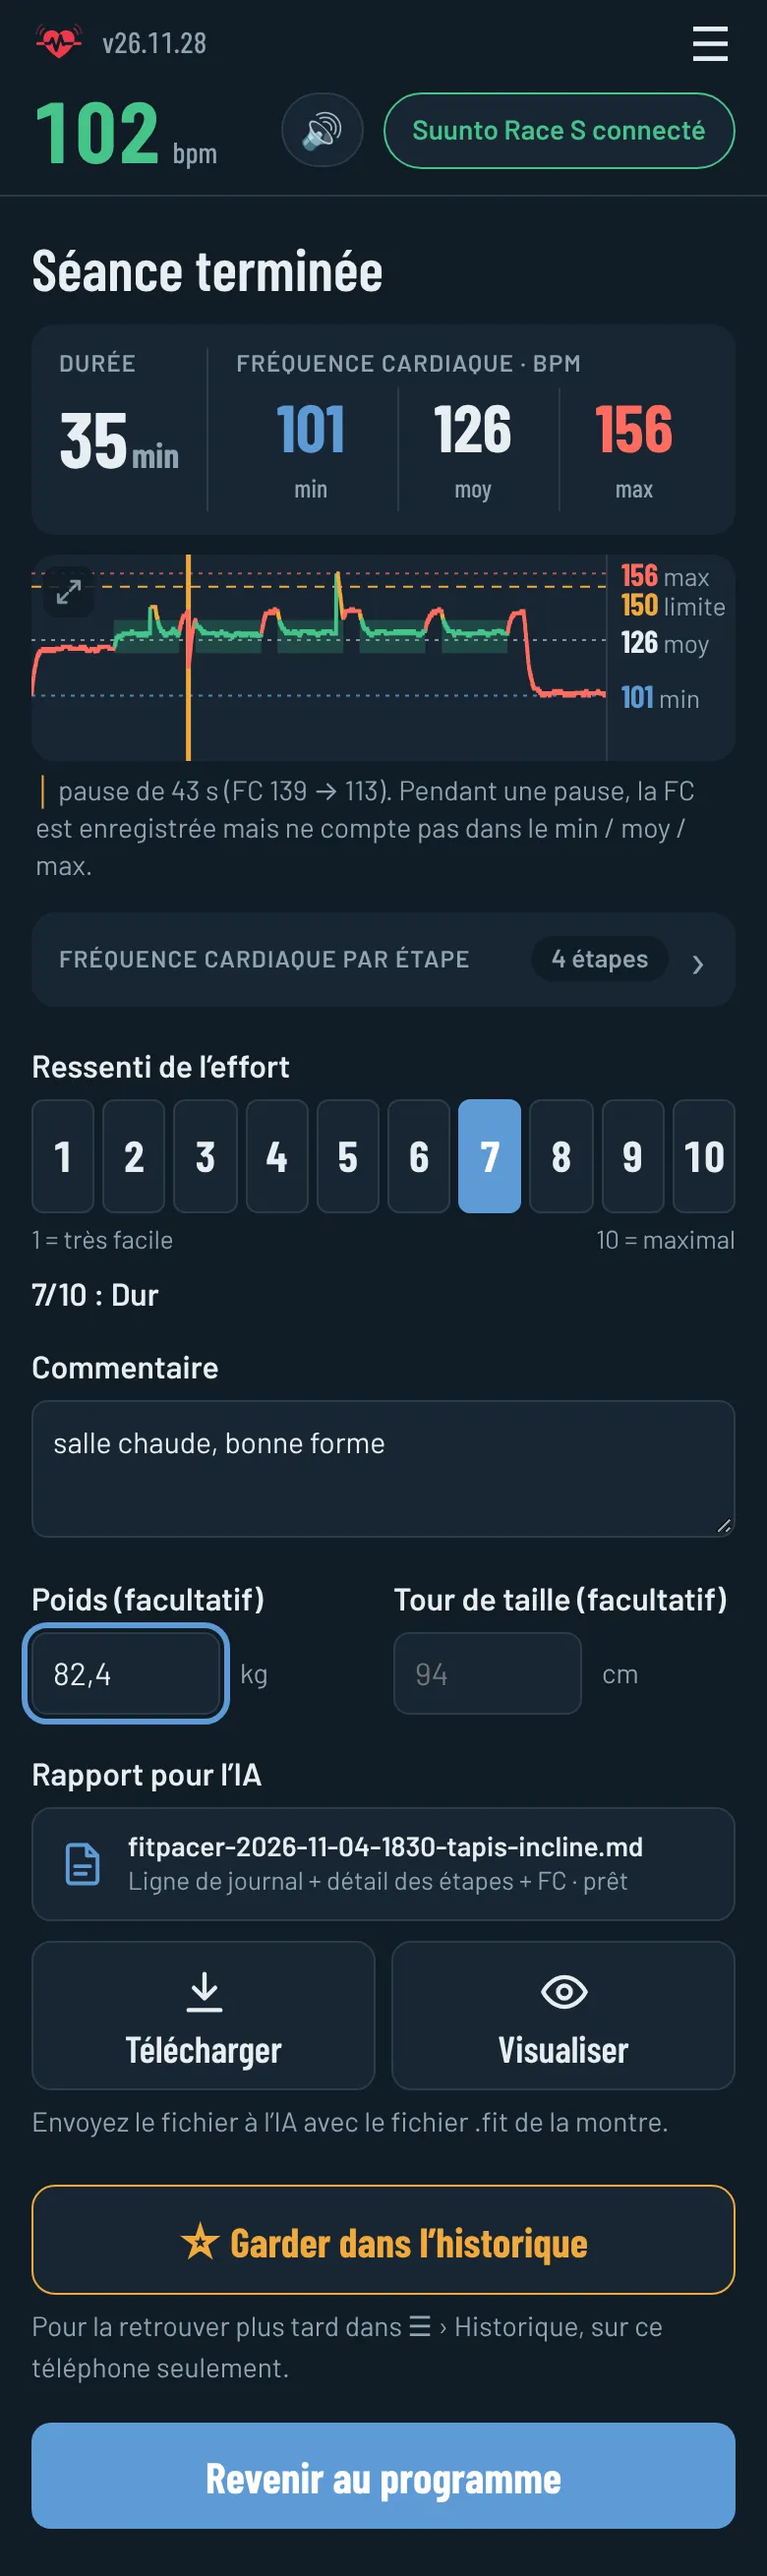 v26.11.28
102 bpm
Suunto Race S connecté
Séance terminée
DURÉE
35 min
FRÉQUENCE CARDIAQUE · BPM
101
min
126
moy
156
max
156 max
150 limite
126 moy
101 min
pause de 43 s (FC 139 → 113). Pendant une pause, la FC
est enregistrée mais ne compte pas dans le min / moy /
max.
FRÉQUENCE CARDIAQUE PAR ÉTAPE
4 étapes ›
Ressenti de l’effort
1 2 3 4 5 6 7 8 9 10
1 = très facile
10 = maximal
7/10 : Dur
Commentaire
salle chaude, bonne forme
Poids (facultatif)
82,4 kg
Tour de taille (facultatif)
94 cm
Rapport pour l’IA
fitpacer-2026-11-04-1830-tapis-incline.md
Ligne de journal + détail des étapes + FC · prêt
Télécharger
Visualiser
Envoyez le fichier à l’IA avec le fichier .fit de la montre.
☆ Garder dans l’historique
Pour la retrouver plus tard dans ☰ › Historique, sur ce
téléphone seulement.
Revenir au programme